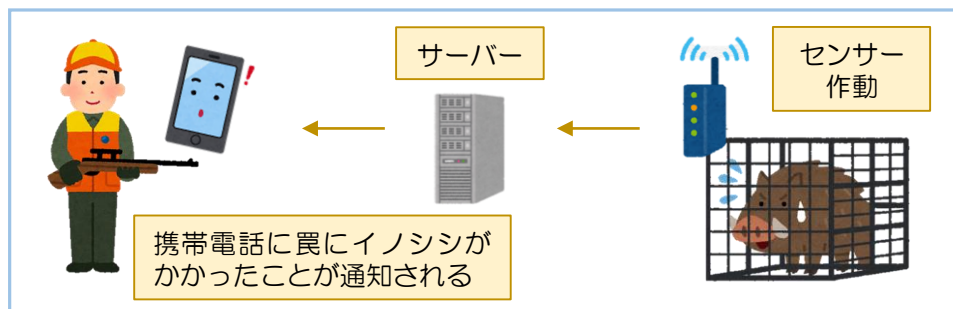 サーバー
センサー
作動
携帯電話に罠にイノシシが
かかったことが通知される